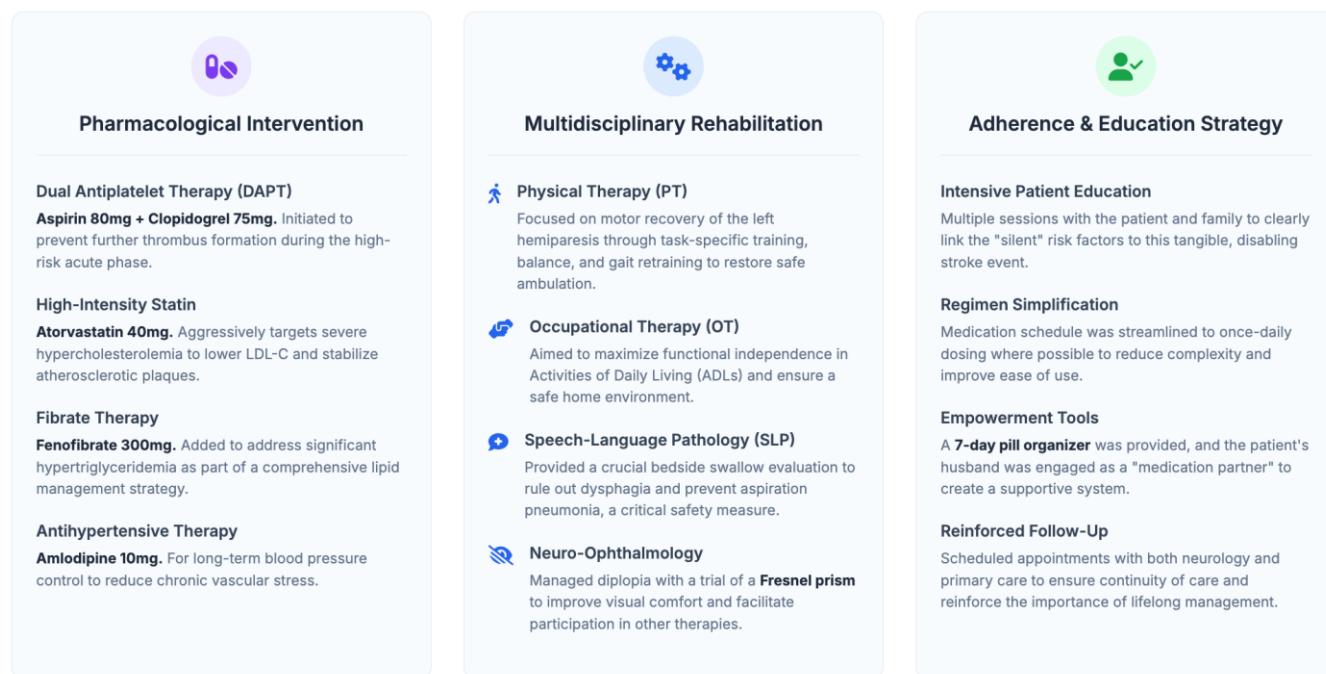 Pharmacological Intervention
Dual Antiplatelet Therapy (DAPT)
Aspirin 80mg + Clopidogrel 75mg. Initiated to
prevent further thrombus formation during the high-
risk acute phase.
High-Intensity Statin
Atorvastatin 40mg. Aggressively targets severe
hypercholesterolemia to lower LDL-C and stabilize
atherosclerotic plaques.
Fibrate Therapy
Fenofibrate 300mg. Added to address significant
hypertriglyceridemia as part of a comprehensive lipid
management strategy.
Antihypertensive Therapy
Amlodipine 10mg. For long-term blood pressure
control to reduce chronic vascular stress.
Multidisciplinary Rehabilitation
Physical Therapy (PT)
Focused on motor recovery of the left
hemiparesis through task-specific training,
balance, and gait retraining to restore safe
ambulation.
Occupational Therapy (OT)
Aimed to maximize functional independence in
Activities of Daily Living (ADLs) and ensure a
safe home environment.
Speech-Language Pathology (SLP)
Provided a crucial bedside swallow evaluation to
rule out dysphagia and prevent aspiration
pneumonia, a critical safety measure.
Neuro-Ophthalmology
Managed diplopia with a trial of a Fresnel prism
to improve visual comfort and facilitate
participation in other therapies.
Adherence & Education Strategy
Intensive Patient Education
Multiple sessions with the patient and family to clearly
link the "silent" risk factors to this tangible, disabling
stroke event.
Regimen Simplification
Medication schedule was streamlined to once-daily
dosing where possible to reduce complexity and
improve ease of use.
Empowerment Tools
A 7-day pill organizer was provided, and the patient's
husband was engaged as a "medication partner" to
create a supportive system.
Reinforced Follow-Up
Scheduled appointments with both neurology and
primary care to ensure continuity of care and
reinforce the importance of lifelong management.